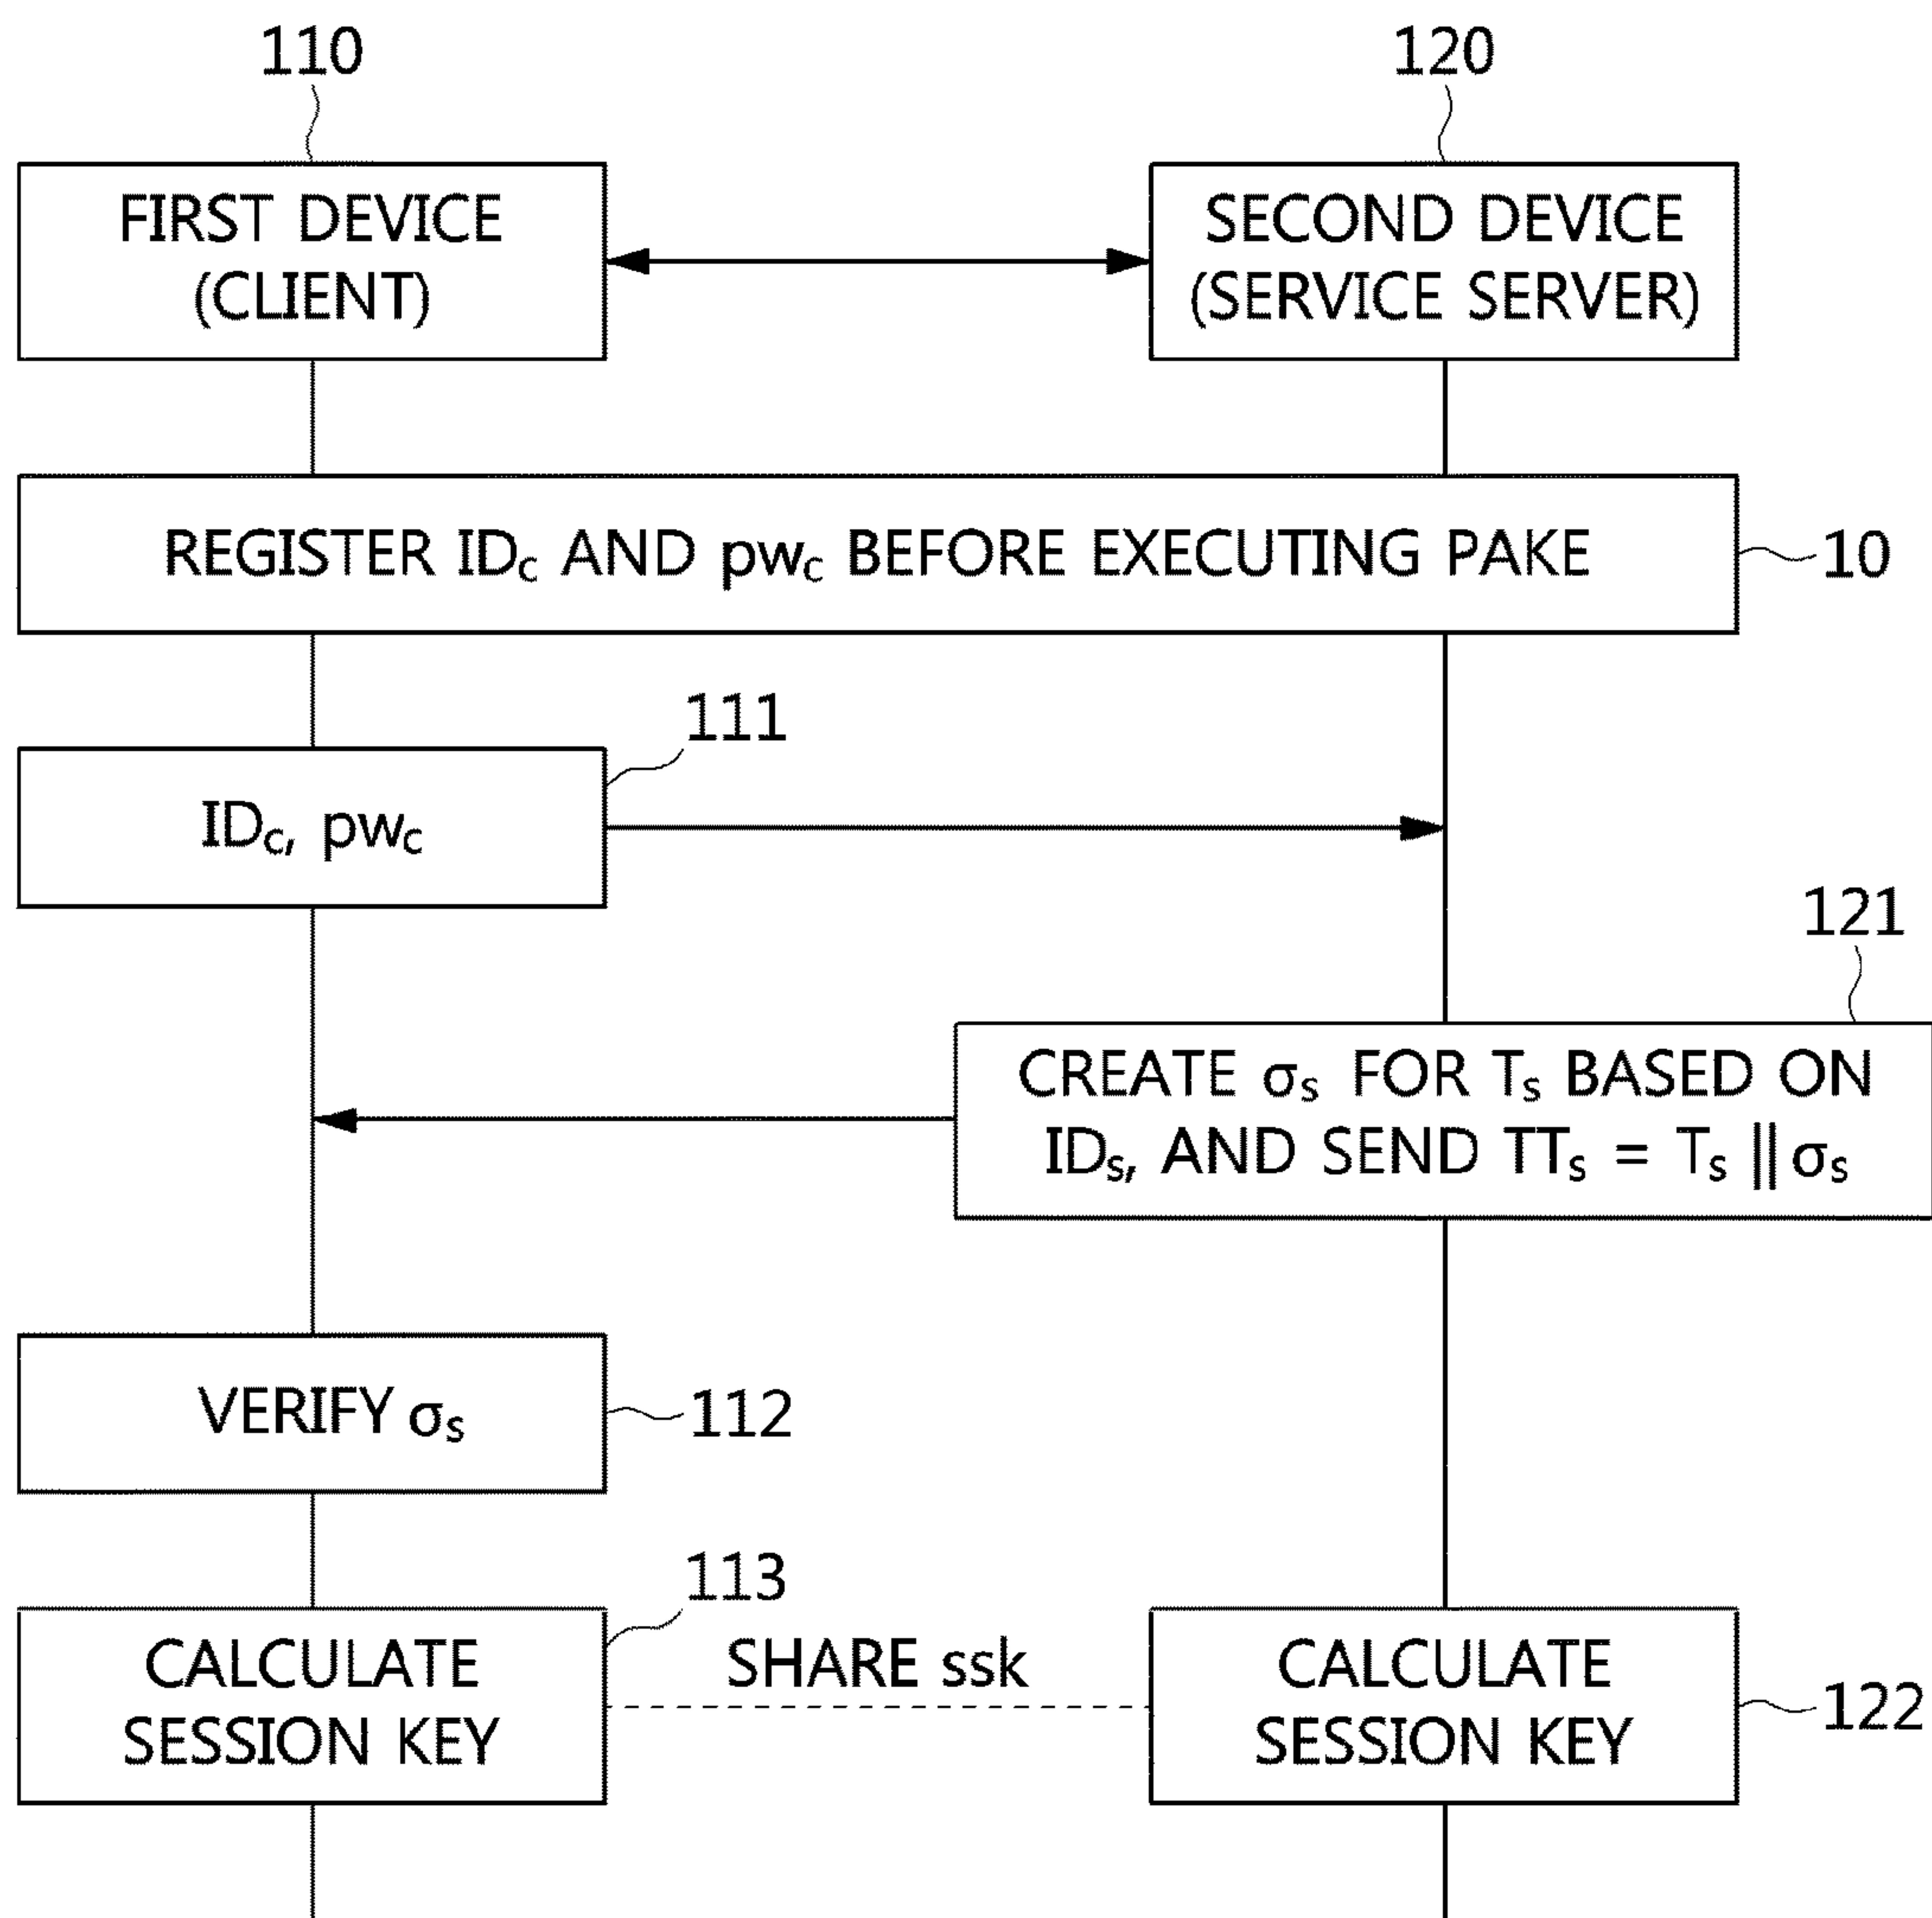 110
120
FIRST DEVICE
(CLIENT)
SECOND DEVICE
(SERVICE SERVER)
REGISTER IDc AND pwc BEFORE EXECUTING PAKE
10
111
IDc, pwc
121
CREATE σs FOR Ts BASED ON
IDs, AND SEND TTs = Ts || σs
VERIFY σs
112
113
CALCULATE
SESSION KEY
SHARE ssk
CALCULATE
SESSION KEY
122